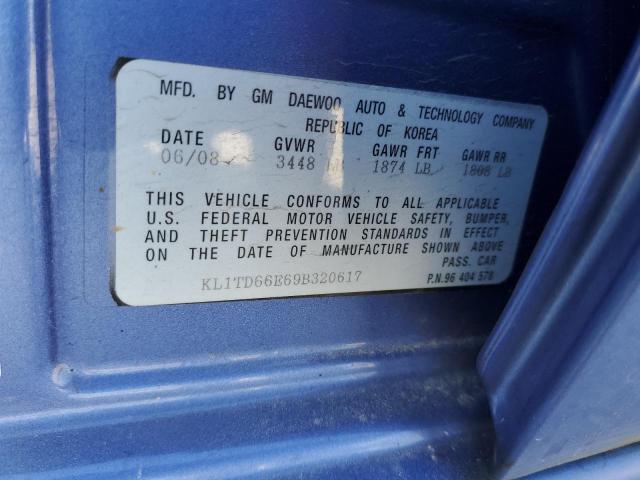 MFD. BY GM DAEWOO AUTO & TECHNOLOGY COMPANY
REPUBLIC OF KOREA
DATE GVWR GAWR FRT GAWR RR
06/08 3448 LB 1874 LB 1808 LB
THIS VEHICLE CONFORMS TO ALL APPLICABLE
U.S. FEDERAL MOTOR VEHICLE SAFETY, BUMPER,
AND THEFT PREVENTION STANDARDS IN EFFECT
ON THE DATE OF MANUFACTURE SHOWN ABOVE
PASS. CAR
KL1TD66E69B320617 P.N.96 404 578